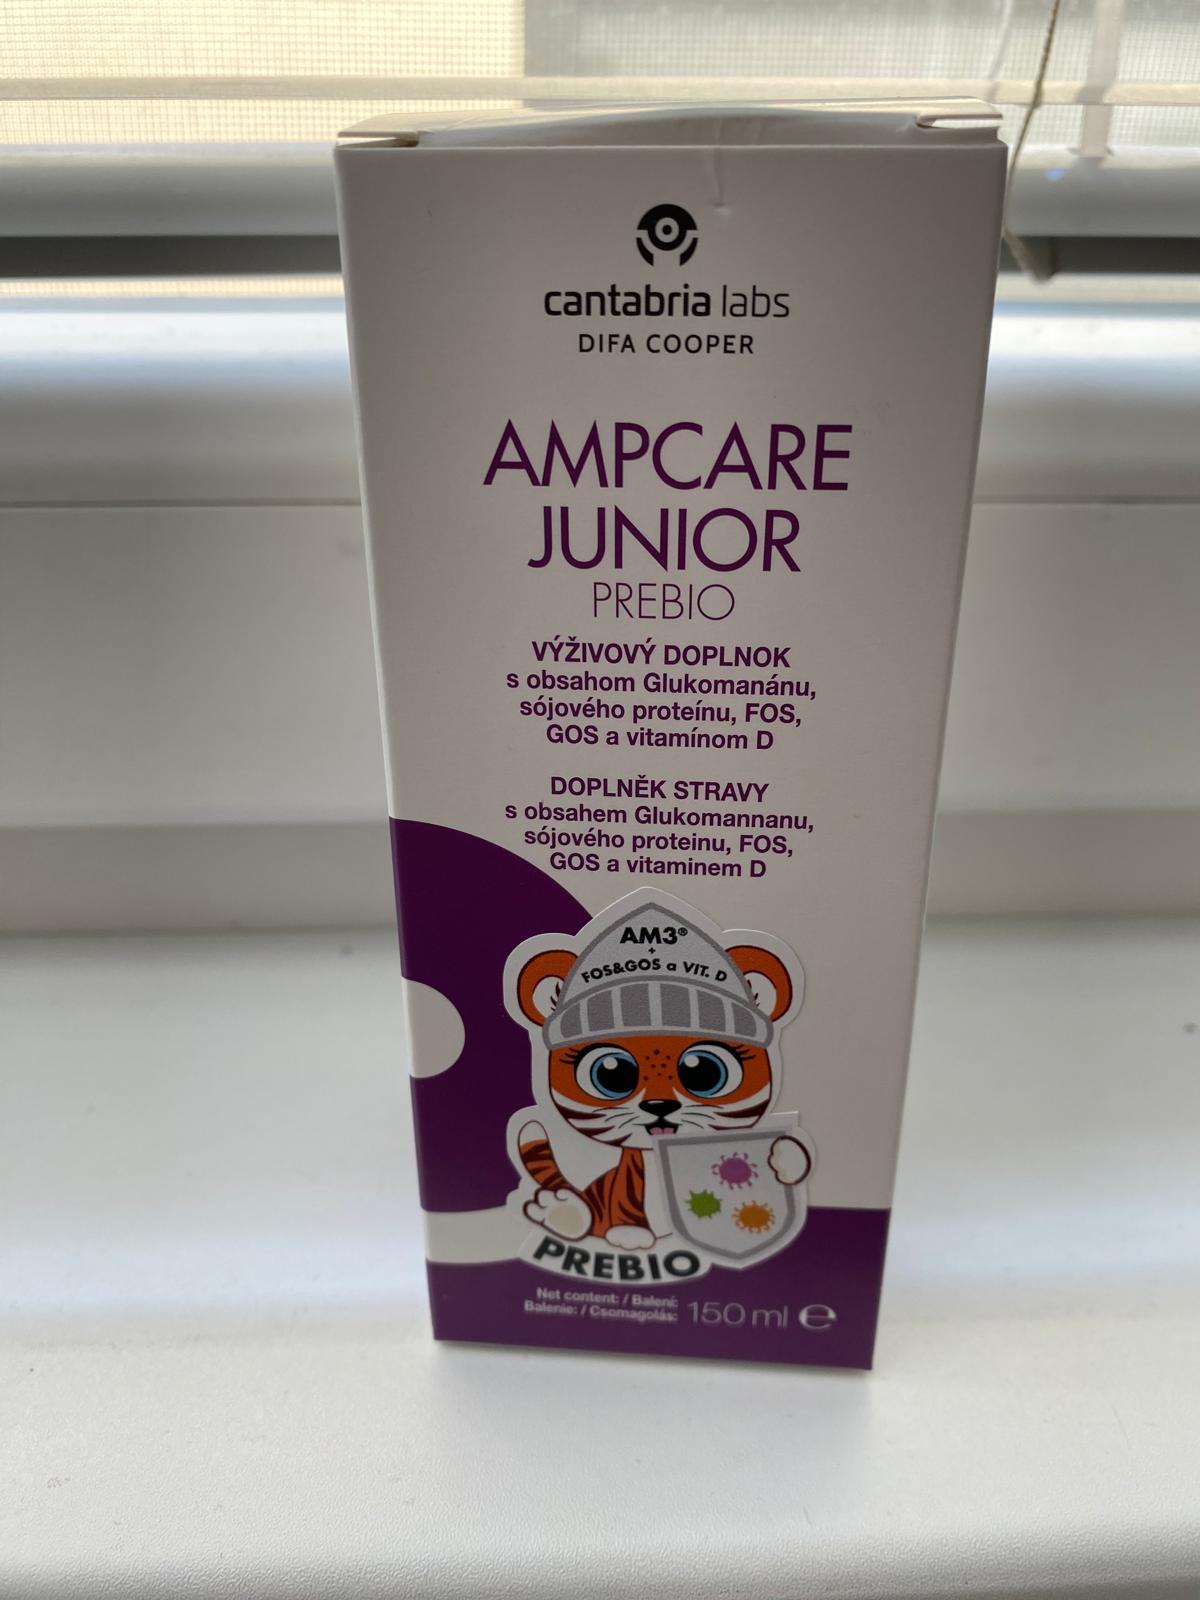 cantabria labs
DIFA COOPER
AMPCARE
JUNIOR
PREBIO
VÝŽIVOVÝ DOPLNOK
s obsahom Glukomanánu,
sójového proteínu, FOS,
GOS a vitamínom D
DOPLNĚK STRAVY
s obsahem Glukomannanu,
sójového proteinu, FOS,
GOS a vitaminem D
AM3®
+
FOS&GOS a VIT. D
PREBIO
Net content: / Balení:
Balenie: / Csomagolás: 150 ml ℮